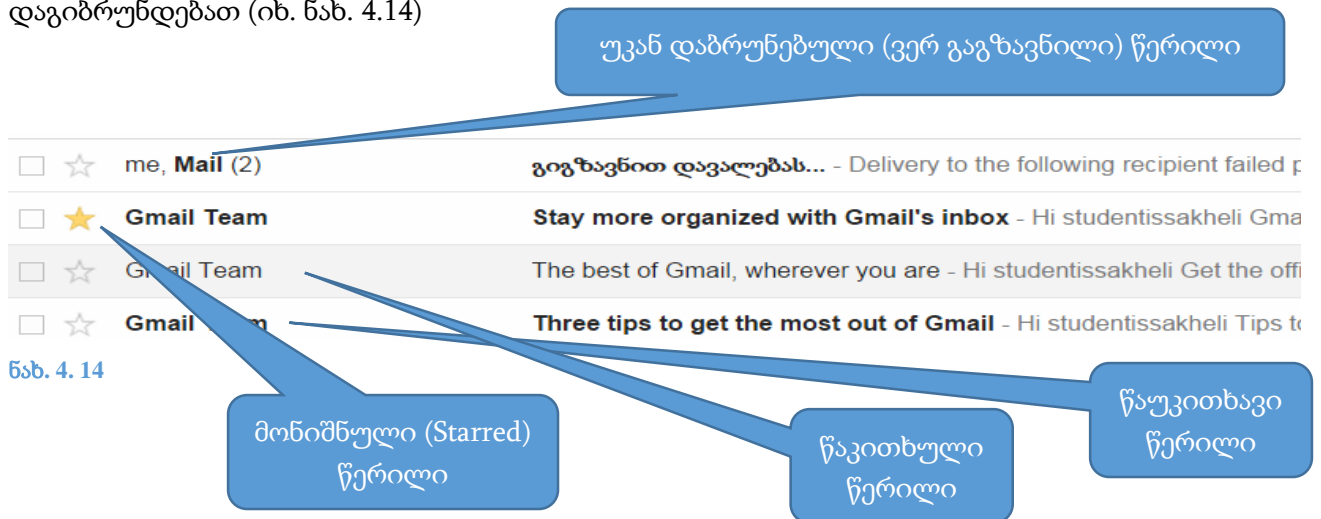 დაგიბრუნდებათ (იხ. ნახ. 4.14)
უკან დაბრუნებული (ვერ გაგზავნილი) წერილი
me, Mail (2) გიგზავნით დავალებას... - Delivery to the following recipient failed p
Gmail Team Stay more organized with Gmail's inbox - Hi studentissakheli Gma
Gmail Team The best of Gmail, wherever you are - Hi studentissakheli Get the offi
Gmail Three tips to get the most out of Gmail - Hi studentissakheli Tips to
ნახ. 4. 14
მონიშნული (Starred)
წერილი
წაკითხული
წერილი
წაუკითხავი
წერილი